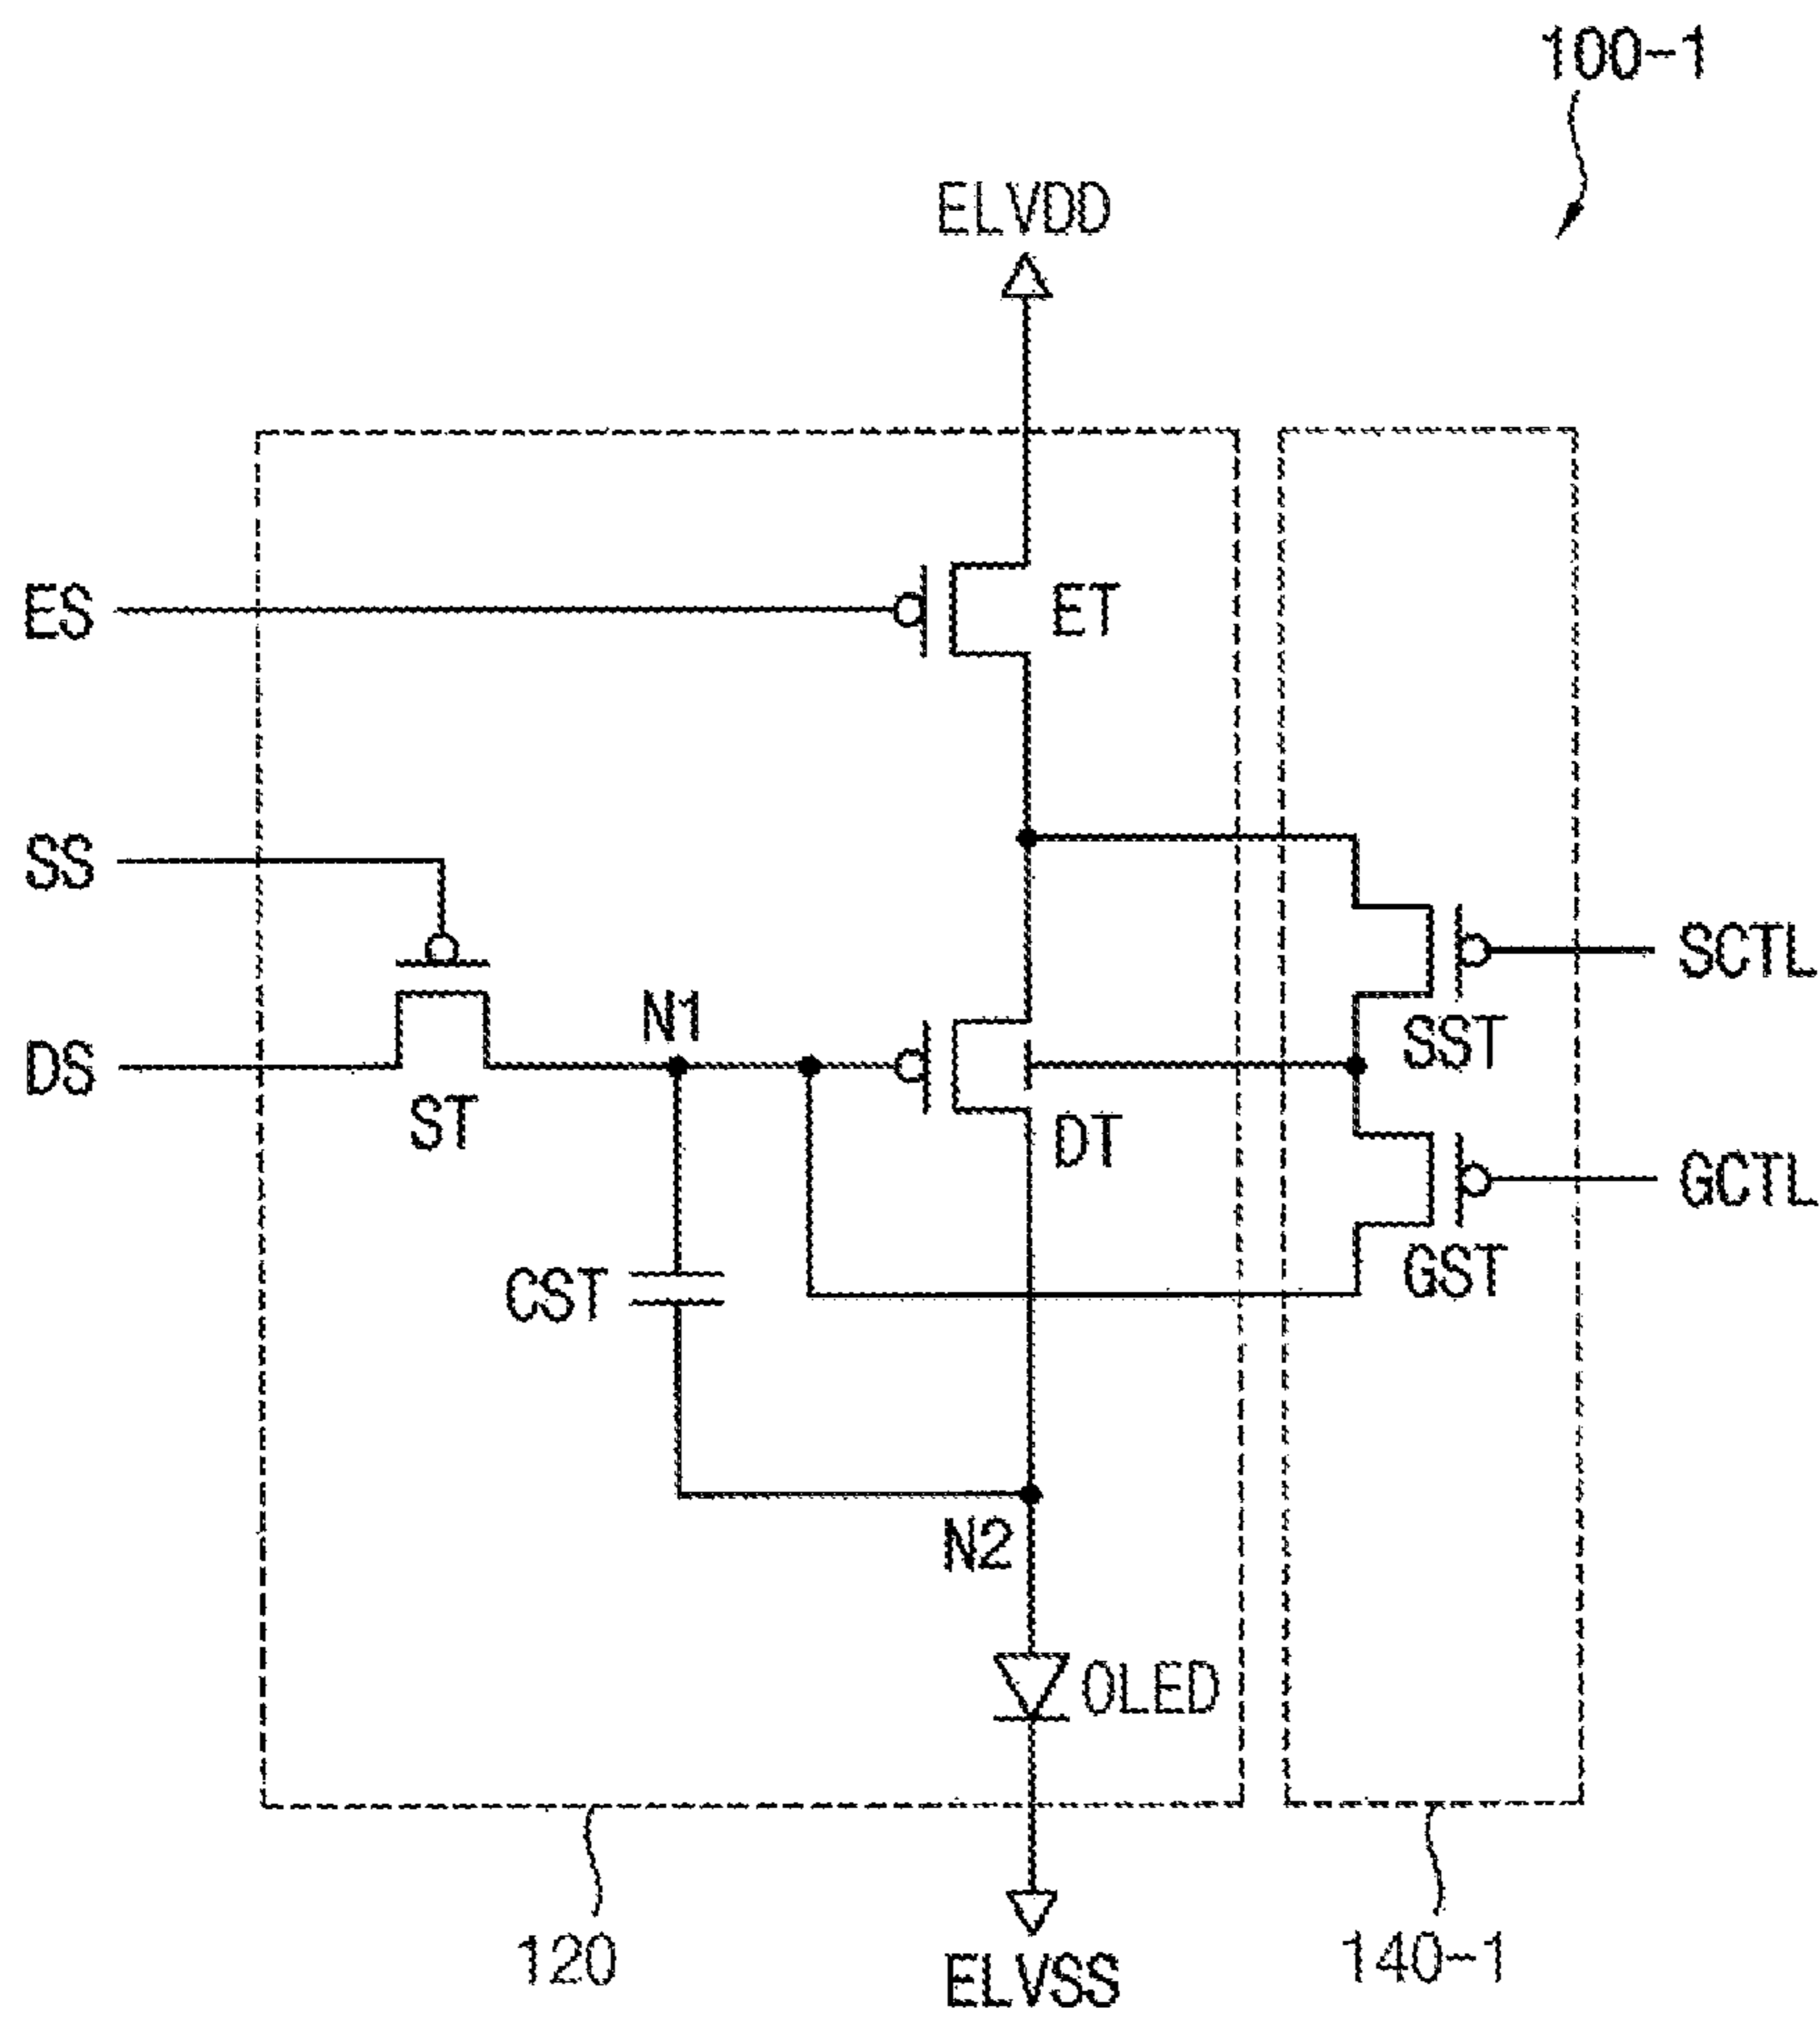 100-1
ELVDD
ES
ET
SS
SCTL
N1
SST
DS
ST
DT
GCTL
CST
GST
N2
OLED
120
140-1
ELVSS